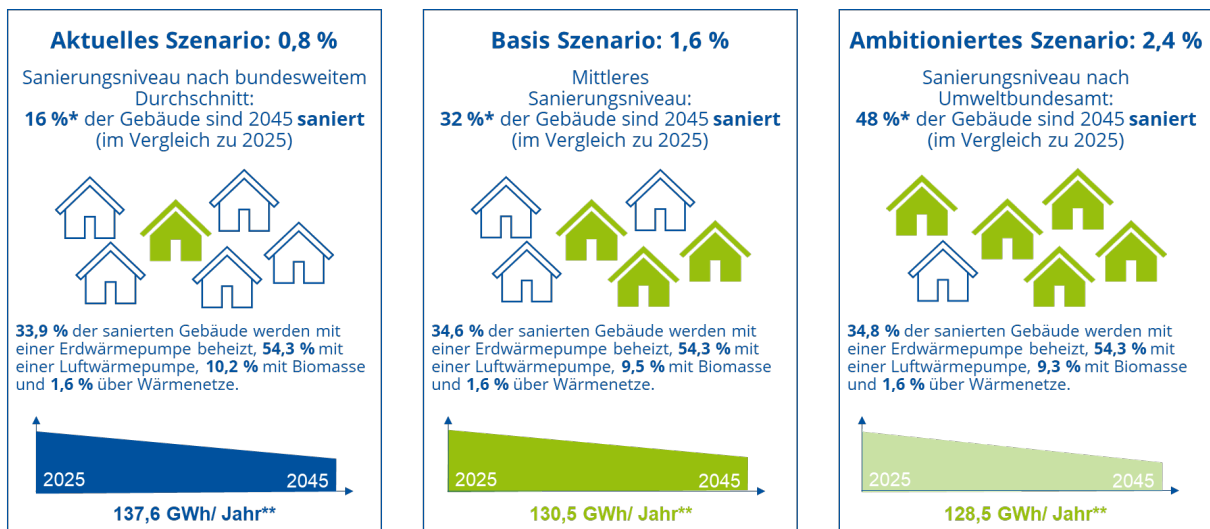 Aktuelles Szenario: 0,8 %
Sanierungsniveau nach bundesweitem
Durchschnitt:
16 %* der Gebäude sind 2045 saniert
(im Vergleich zu 2025)
33,9 % der sanierten Gebäude werden mit
einer Erdwärmepumpe beheizt, 54,3 % mit
einer Luftwärmepumpe, 10,2 % mit Biomasse
und 1,6 % über Wärmenetze.
2025
2045
137,6 GWh/ Jahr**
Basis Szenario: 1,6 %
Mittleres
Sanierungsniveau:
32 %* der Gebäude sind 2045 saniert
(im Vergleich zu 2025)
34,6 % der sanierten Gebäude werden mit
einer Erdwärmepumpe beheizt, 54,3 % mit
einer Luftwärmepumpe, 9,5 % mit Biomasse
und 1,6 % über Wärmenetze.
2025
2045
130,5 GWh/ Jahr**
Ambitioniertes Szenario: 2,4 %
Sanierungsniveau nach
Umweltbundesamt:
48 %* der Gebäude sind 2045 saniert
(im Vergleich zu 2025)
34,8 % der sanierten Gebäude werden mit
einer Erdwärmepumpe beheizt, 54,3 % mit
einer Luftwärmepumpe, 9,3 % mit Biomasse
und 1,6 % über Wärmenetze.
2025
2045
128,5 GWh/ Jahr**